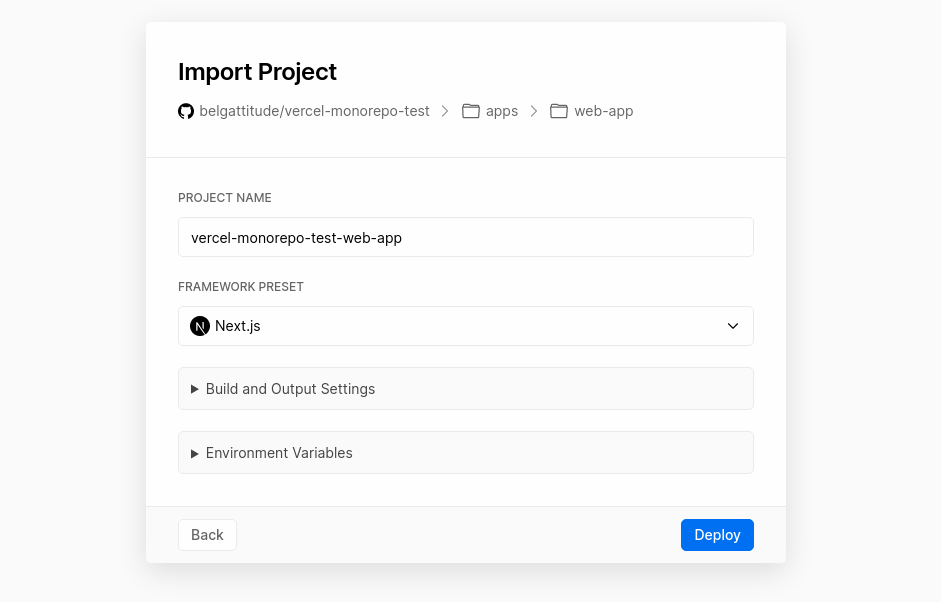 Import Project
belgattitude/vercel-monorepo-test > apps > web-app
PROJECT NAME
vercel-monorepo-test-web-app
FRAMEWORK PRESET
N Next.js
Build and Output Settings
Environment Variables
Back Deploy